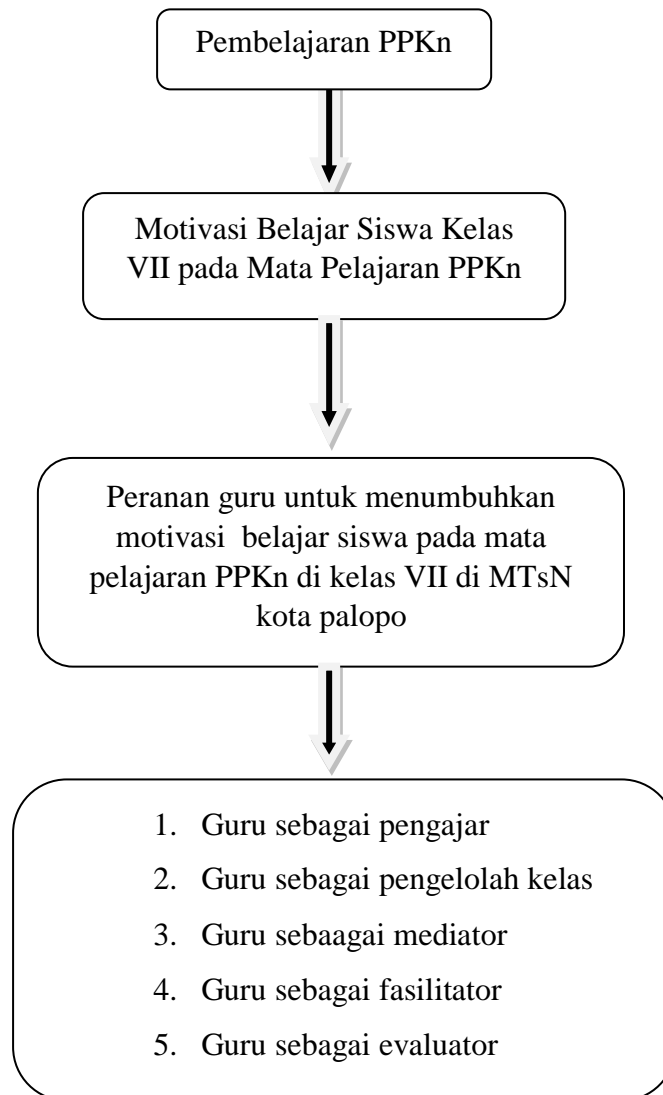 Pembelajaran PPKn
Motivasi Belajar Siswa Kelas
VII pada Mata Pelajaran PPKn
Peranan guru untuk menumbuhkan
motivasi belajar siswa pada mata
pelajaran PPKn di kelas VII di MTsN
kota palopo
1. Guru sebagai pengajar
2. Guru sebagai pengelolah kelas
3. Guru sebaagai mediator
4. Guru sebagai fasilitator
5. Guru sebagai evaluator